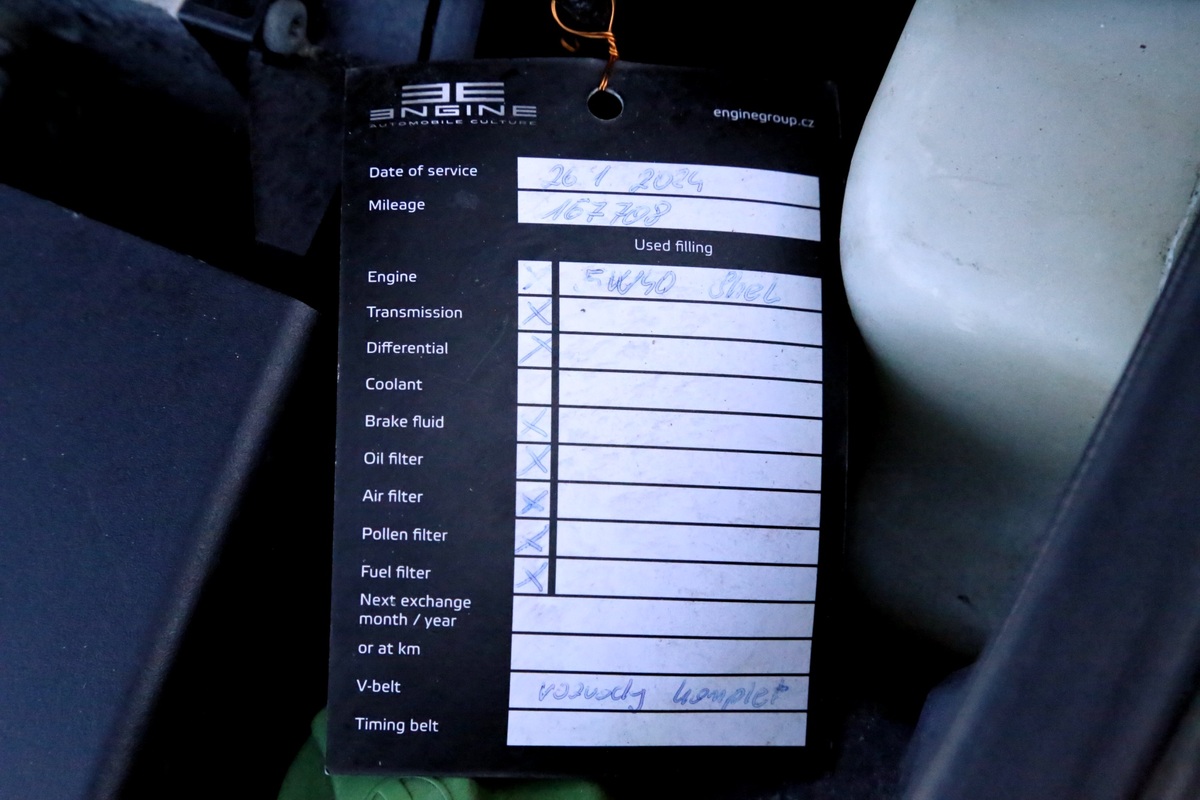 ENGINE
AUTOMOBILE CULTURE
enginegroup.cz
Date of service 26 1 2024
Mileage 167708
Used filling
Engine X 5W40 Shel
Transmission X
Differential X
Coolant
Brake fluid X
Oil filter X
Air filter X
Pollen filter X
Fuel filter X
Next exchange
month / year
or at km
V-belt rozvody komplet
Timing belt